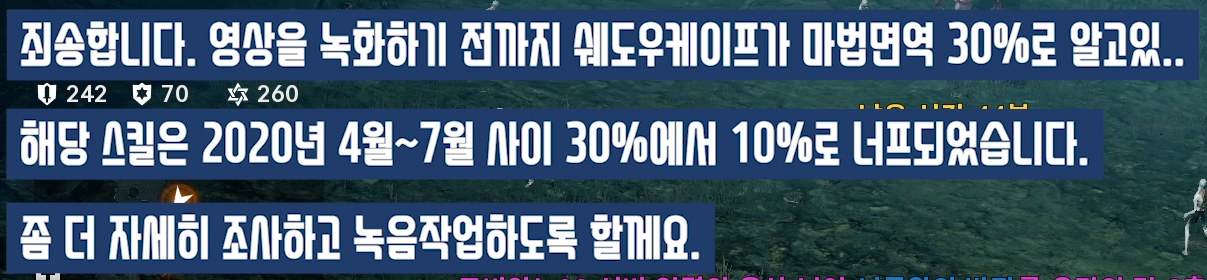 죄송합니다. 영상을 녹화하기 전까지 쉐도우케이프가 마법면역 30%로 알고있..
242 70 260
해당 스킬은 2020년 4월~7월 사이 30%에서 10%로 너프되었습니다.
좀 더 자세히 조사하고 녹음작업하도록 할께요.